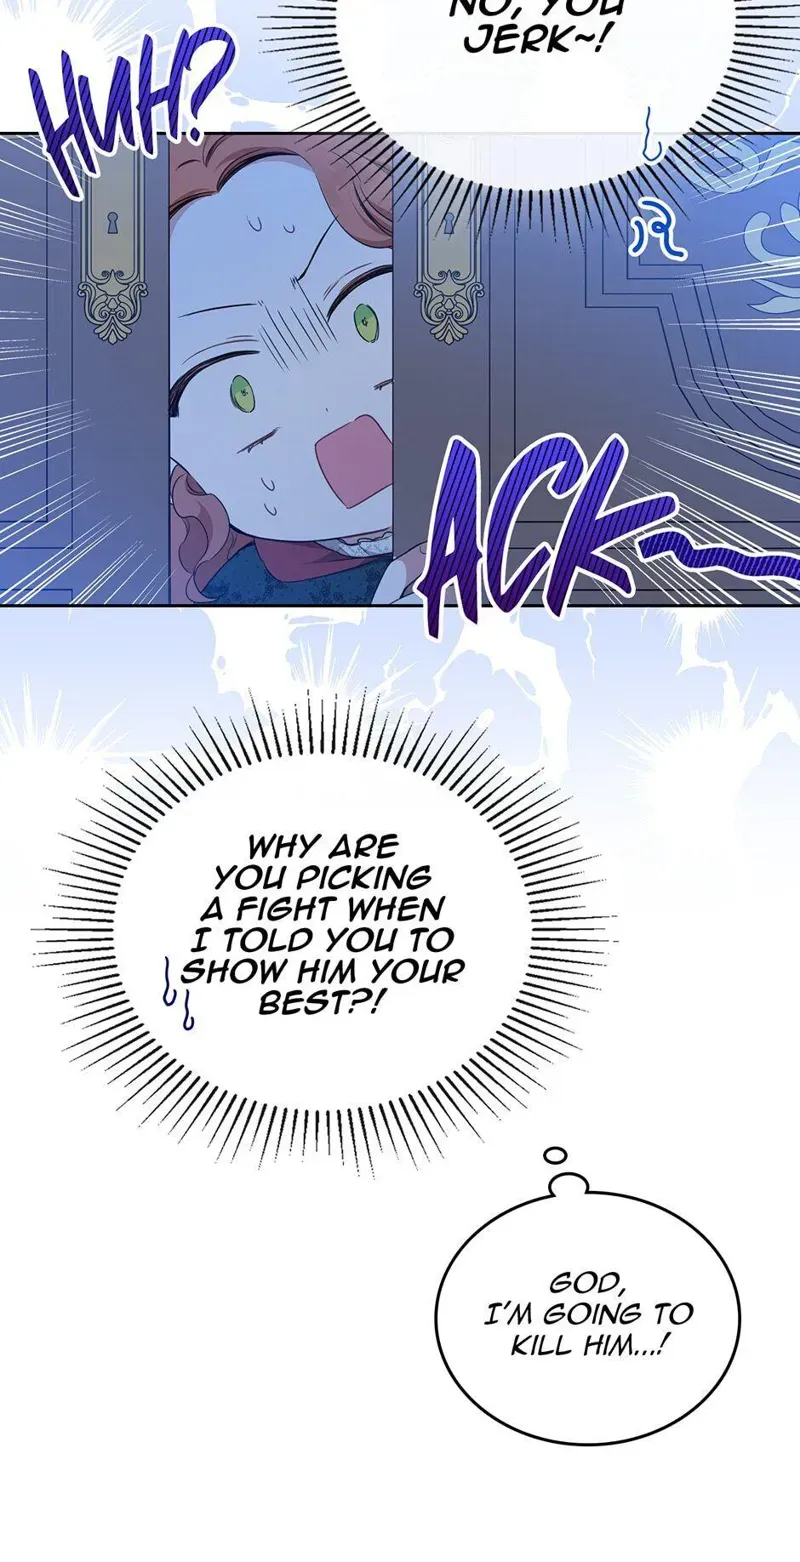 NO, YOU
JERK~!
HUH?
ACK~
WHY ARE
YOU PICKING
A FIGHT WHEN
I TOLD YOU TO
SHOW HIM YOUR
BEST?!
GOD,
I'M GOING TO
KILL HIM...!